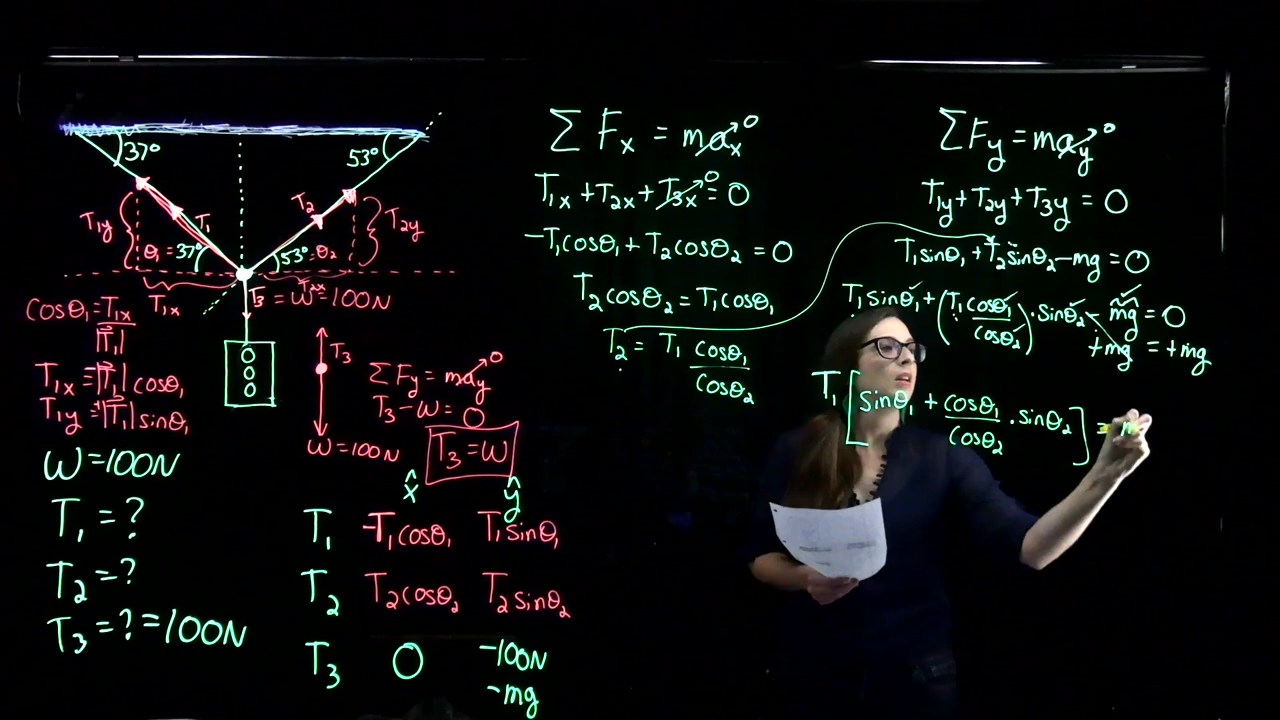 37°
53°
T₁
T₂
T₁y
T₂y
θ₁ = 37°
53° = θ₂
T₁x
T₂x
T₃ = W = 100N
cosθ₁ = T₁x / |T₁|
T₁x = |T₁| cosθ₁
T₁y = |T₁| sinθ₁
W = 100N
T₁ = ?
T₂ = ?
T₃ = ? = 100N
T₃
W = 100N
ΣFy = may→0
T₃ - W = 0
T₃ = W
x̂ ŷ
T₁ -T₁cosθ₁ T₁sinθ₁
T₂ T₂cosθ₂ T₂sinθ₂
T₃ 0 -100N
-mg
ΣFx = max→0
T₁x + T₂x + T₃x→0 = 0
-T₁cosθ₁ + T₂cosθ₂ = 0
T₂cosθ₂ = T₁cosθ₁
T₂ = T₁ cosθ₁ / cosθ₂
ΣFy = may→0
T₁y + T₂y + T₃y = 0
T₁sinθ₁ + T₂sinθ₂ - mg = 0
T₁sinθ₁ + (T₁cosθ₁ / cosθ₂) · sinθ₂ - mg = 0
+mg = +mg
T₁ [sinθ₁ + cosθ₁ / cosθ₂ · sinθ₂] = m